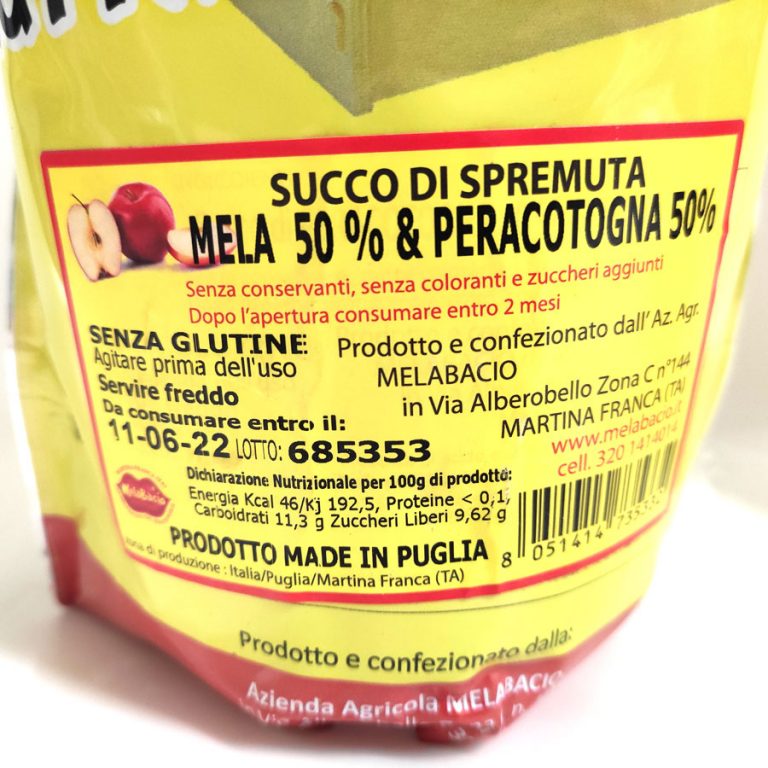 SUCCO DI SPREMUTA
MELA 50 % & PERACOTOGNA 50%
Senza conservanti, senza coloranti e zuccheri aggiunti
Dopo l'apertura consumare entro 2 mesi
SENZA GLUTINE
Agitare prima dell'uso
Servire freddo
Da consumare entro il:
11-06-22 LOTTO: 685353
Prodotto e confezionato dall' Az. Agr.
MELABACIO
in Via Alberobello Zona C n°144
MARTINA FRANCA (TA)
www.melabacio.it
cell. 320 1414014
MelaBacio
Dichiarazione Nutrizionale per 100g di prodotto:
Energia Kcal 46/Kj 192,5, Proteine < 0,1,
Carboidrati 11,3 g Zuccheri Liberi 9,62 g
PRODOTTO MADE IN PUGLIA
zona di produzione : Italia/Puglia/Martina Franca (TA)
8 051414
Prodotto e confezionato dalla:
Azienda Agricola MELABACIO